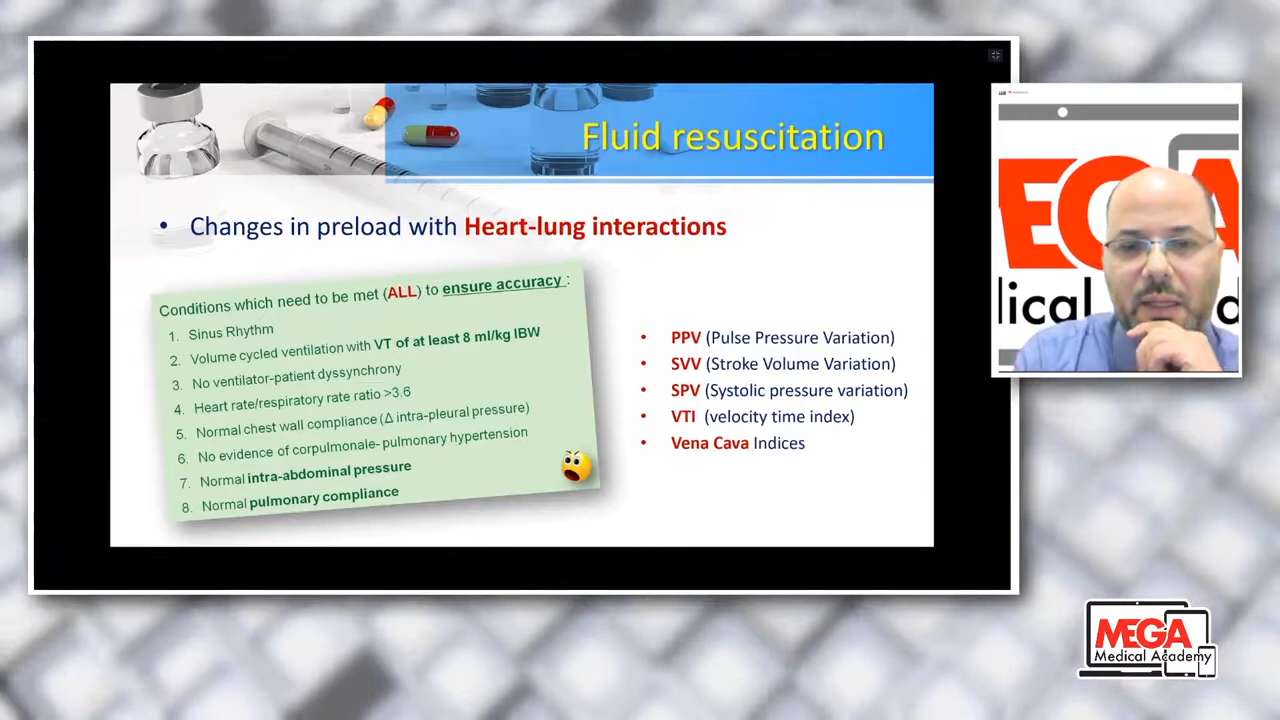 Fluid resuscitation
• Changes in preload with Heart-lung interactions
Conditions which need to be met (ALL) to ensure accuracy :
1. Sinus Rhythm
2. Volume cycled ventilation with VT of at least 8 ml/kg IBW
3. No ventilator-patient dyssynchrony
4. Heart rate/respiratory rate ratio >3.6
5. Normal chest wall compliance (Δ intra-pleural pressure)
6. No evidence of corpulmonale- pulmonary hypertension
7. Normal intra-abdominal pressure
8. Normal pulmonary compliance
• PPV (Pulse Pressure Variation)
• SVV (Stroke Volume Variation)
• SPV (Systolic pressure variation)
• VTI (velocity time index)
• Vena Cava Indices
MEGA
Medical Academy